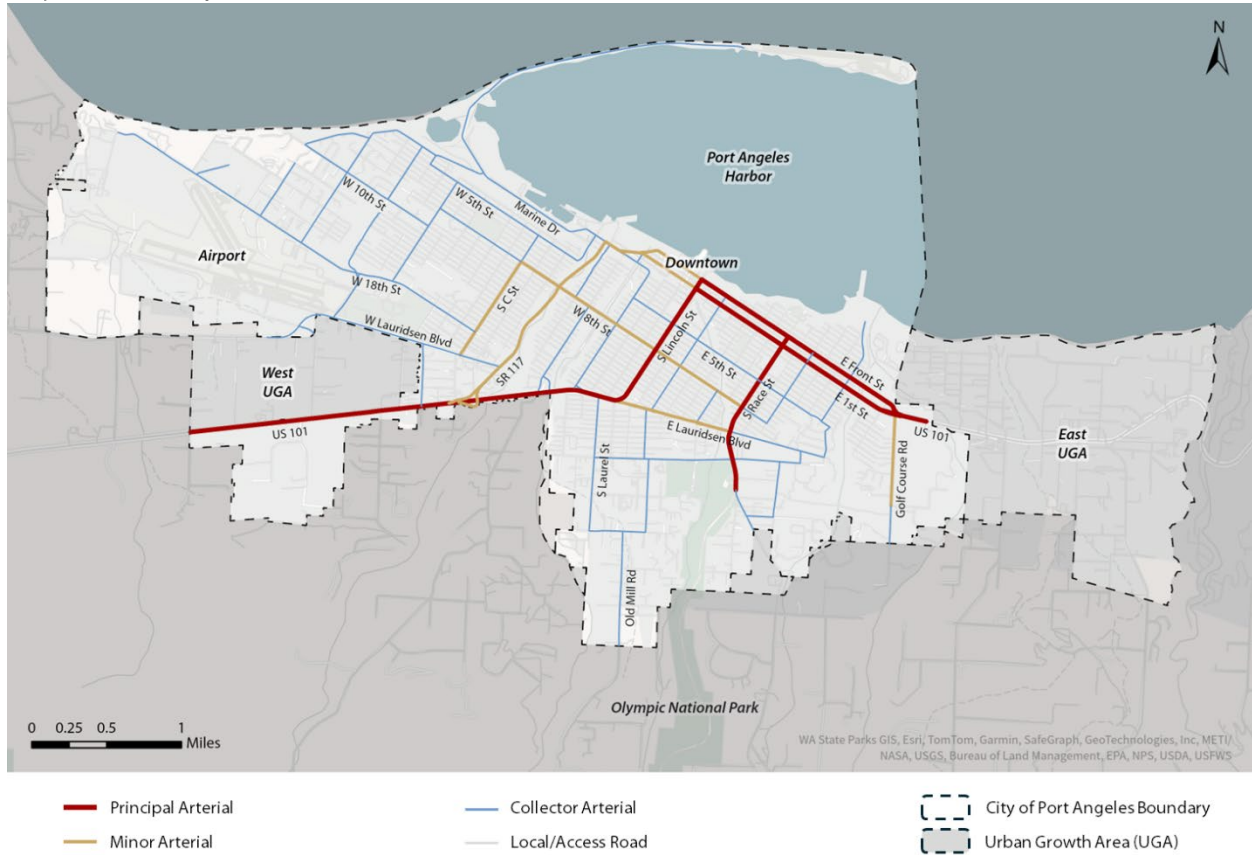 N
Port Angeles
Harbor
W 10th St
W 5th St
Marine Dr
Airport
Downtown
W 18th St
S C St
W 8th St
S Lincoln St
W Lauridsen Blvd
SR 117
E 5th St
S Race St
E Front St
E 1st St
West
UGA
US 101
US 101
E Lauridsen Blvd
East
UGA
S Laurel St
Golf Course Rd
Old Mill Rd
Olympic National Park
0 0.25 0.5 1
Miles
WA State Parks GIS, Esri, TomTom, Garmin, SafeGraph, GeoTechnologies, Inc, METI/
NASA, USGS, Bureau of Land Management, EPA, NPS, USDA, USFWS
Principal Arterial
Collector Arterial
City of Port Angeles Boundary
Minor Arterial
Local/Access Road
Urban Growth Area (UGA)